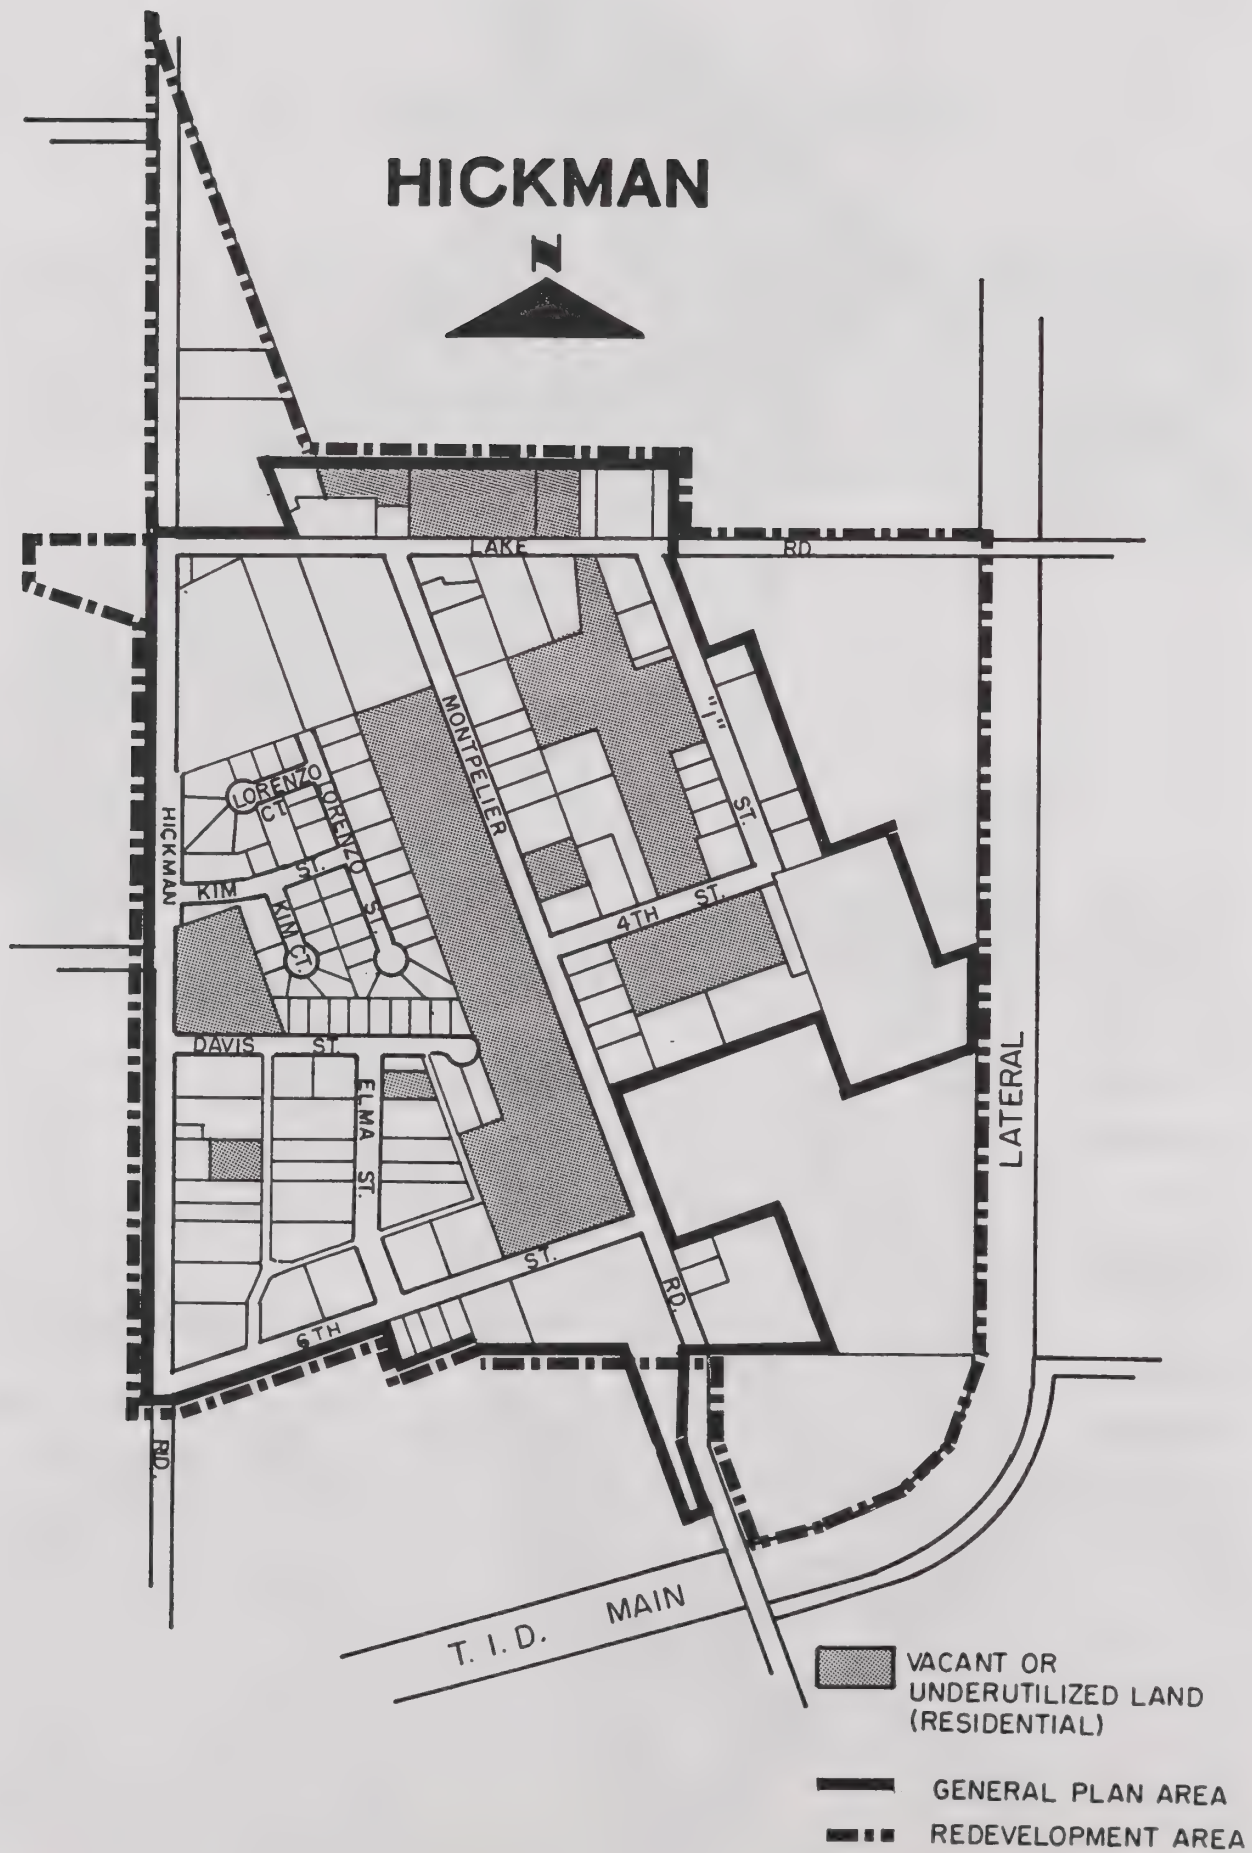 HICKMAN
N
LAKE
RD
MONTPELIER
"I"
ST.
LORENZO
CT.
LORENZO
ST.
HICKMAN
KIM
ST.
KIM
CT.
4TH
ST.
DAVIS
ST.
ELMA
ST.
LATERAL
6TH
ST.
RD.
RD.
T. I. D. MAIN
VACANT OR
UNDERUTILIZED LAND
(RESIDENTIAL)
GENERAL PLAN AREA
REDEVELOPMENT AREA